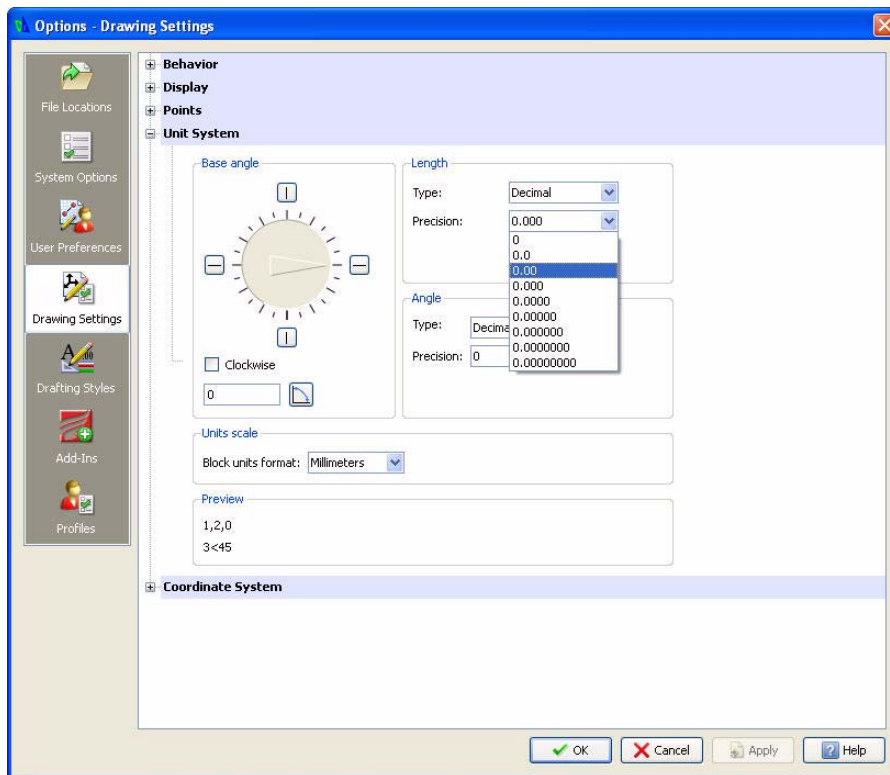 Options - Drawing Settings
File Locations
System Options
User Preferences
Drawing Settings
Drafting Styles
Add-Ins
Profiles
Behavior
Display
Points
Unit System
Base angle
Clockwise
0
Length
Type: Decimal
Precision: 0.000
0
0.0
0.00
0.000
0.0000
0.00000
0.000000
0.0000000
0.00000000
Angle
Type: Decima
Precision: 0
Units scale
Block units format: Millimeters
Preview
1,2,0
3<45
Coordinate System
OK
Cancel
Apply
Help